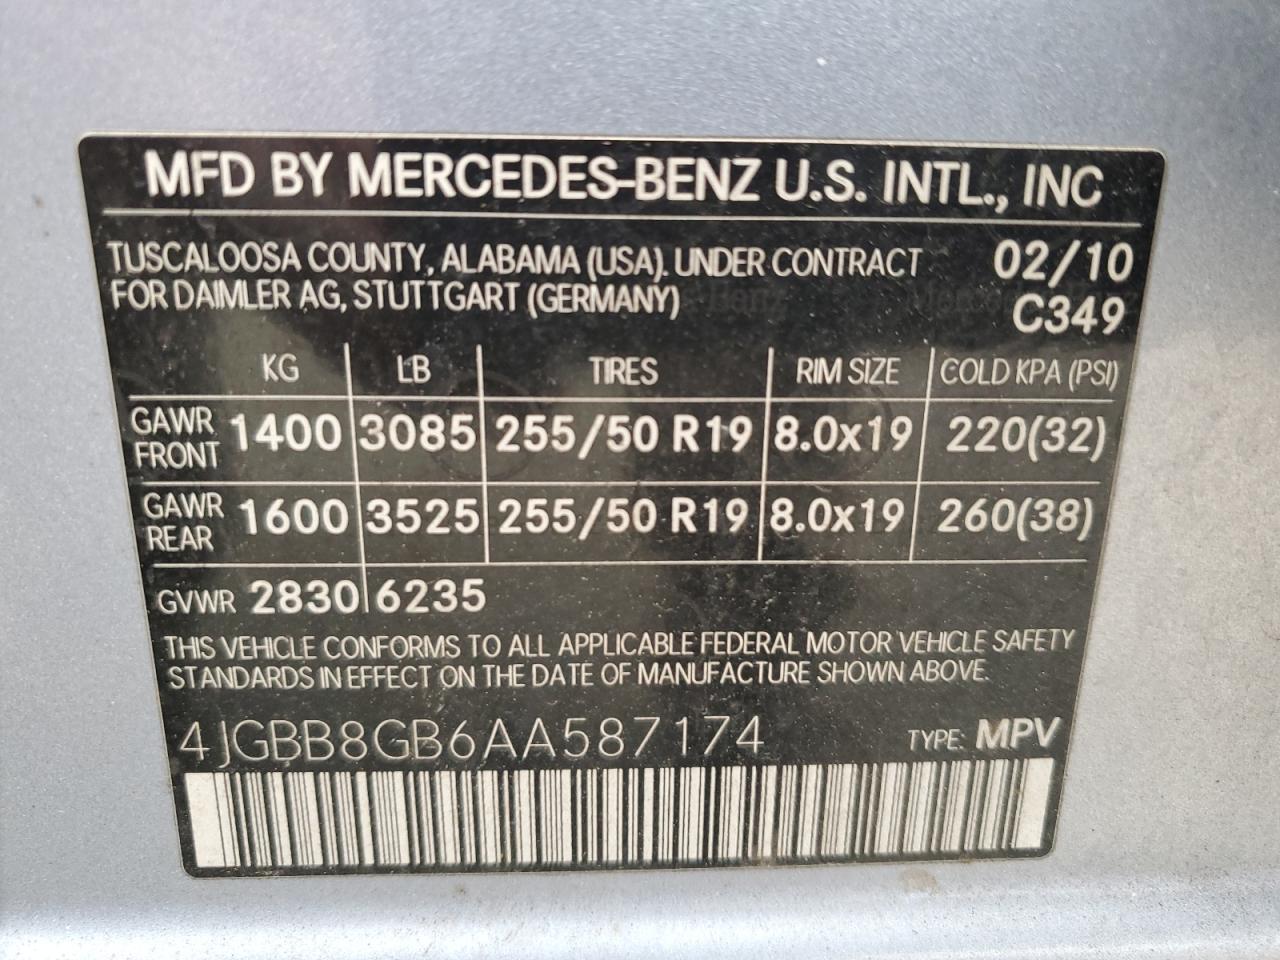 MFD BY MERCEDES-BENZ U.S. INTL., INC
TUSCALOOSA COUNTY, ALABAMA (USA). UNDER CONTRACT 02/10
FOR DAIMLER AG, STUTTGART (GERMANY) C349
KG LB TIRES RIM SIZE COLD KPA (PSI)
GAWR FRONT 1400 3085 255/50 R19 8.0x19 220(32)
GAWR REAR 1600 3525 255/50 R19 8.0x19 260(38)
GVWR 2830 6235
THIS VEHICLE CONFORMS TO ALL APPLICABLE FEDERAL MOTOR VEHICLE SAFETY
STANDARDS IN EFFECT ON THE DATE OF MANUFACTURE SHOWN ABOVE.
4JGBB8GB6AA587174 TYPE: MPV